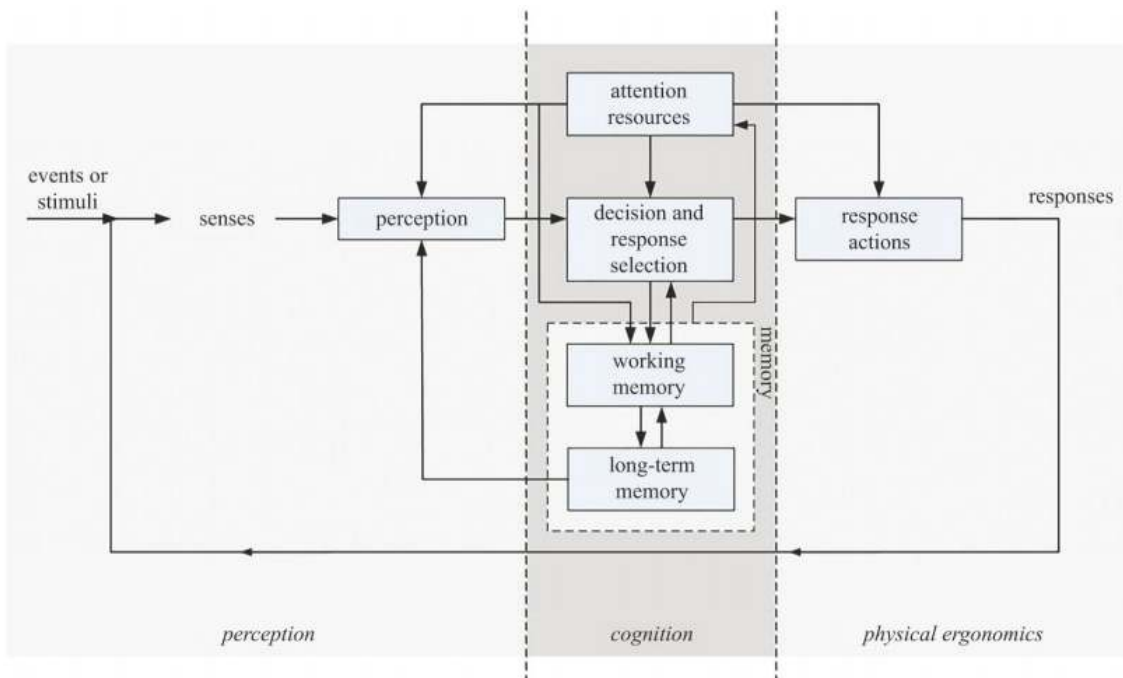 attention
resources
events or
stimuli
senses
perception
decision and
response
selection
response
actions
responses
memory
working
memory
long-term
memory
perception
cognition
physical ergonomics